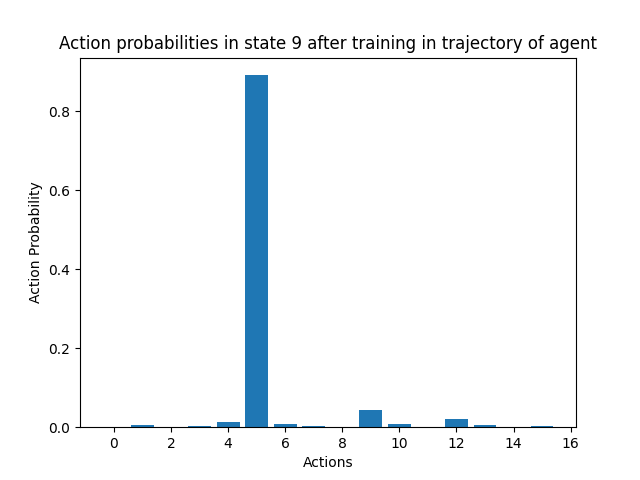 Action probabilities in state 9 after training in trajectory of agent
Action Probability
0.8
0.6
0.4
0.2
0.0
0 2 4 6 8 10 12 14 16
Actions